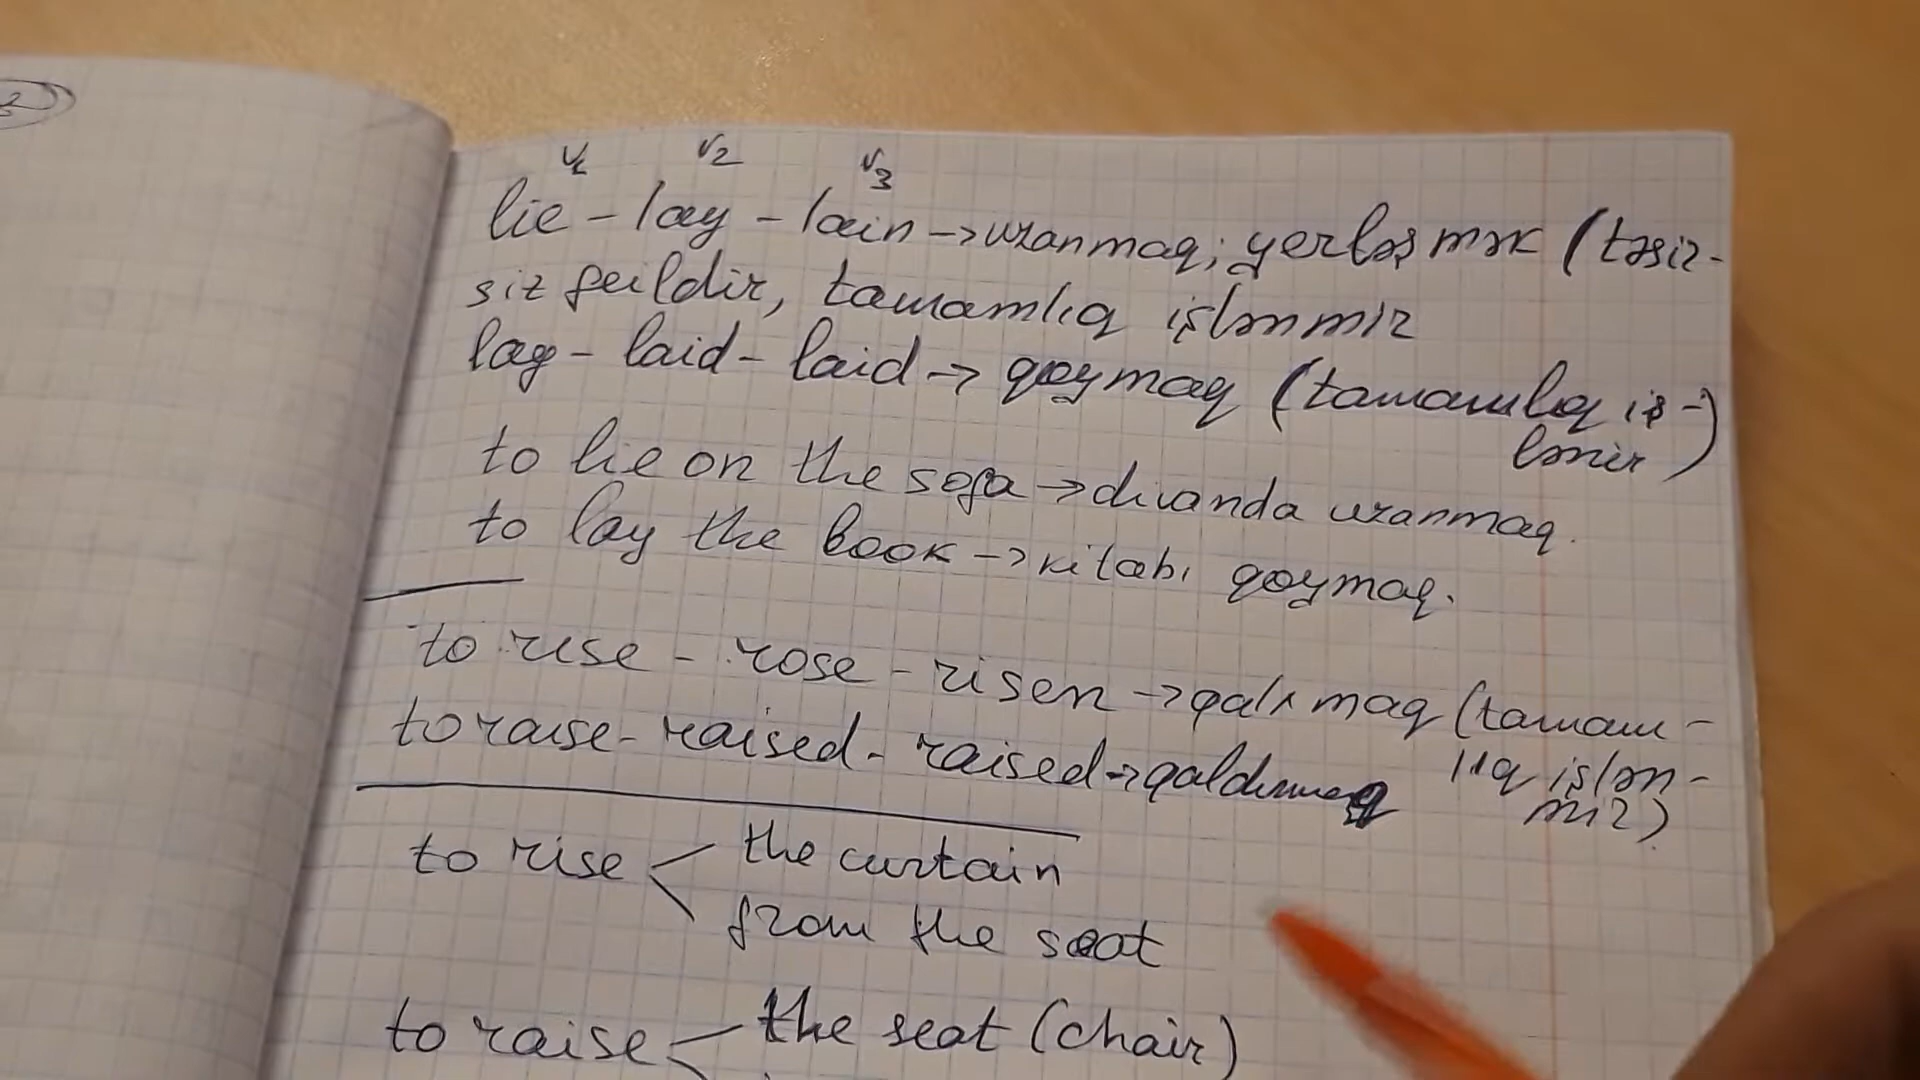 V1 V2 V3
lie - lay - lain → uzanmaq; yerləşmək (təsir-
siz feildir, tamamlıq işlənmir
lay - laid - laid → qoymaq (tamamlıq iş-
lənir)
to lie on the sofa → divanda uzanmaq.
to lay the book → kitabı qoymaq.
to rise - rose - risen → qalxmaq (tamam-
lıq işlən-
mir)
to raise - raised - raised → qaldırmaq
to rise < the curtain
from the seat
to raise < the seat (chair)